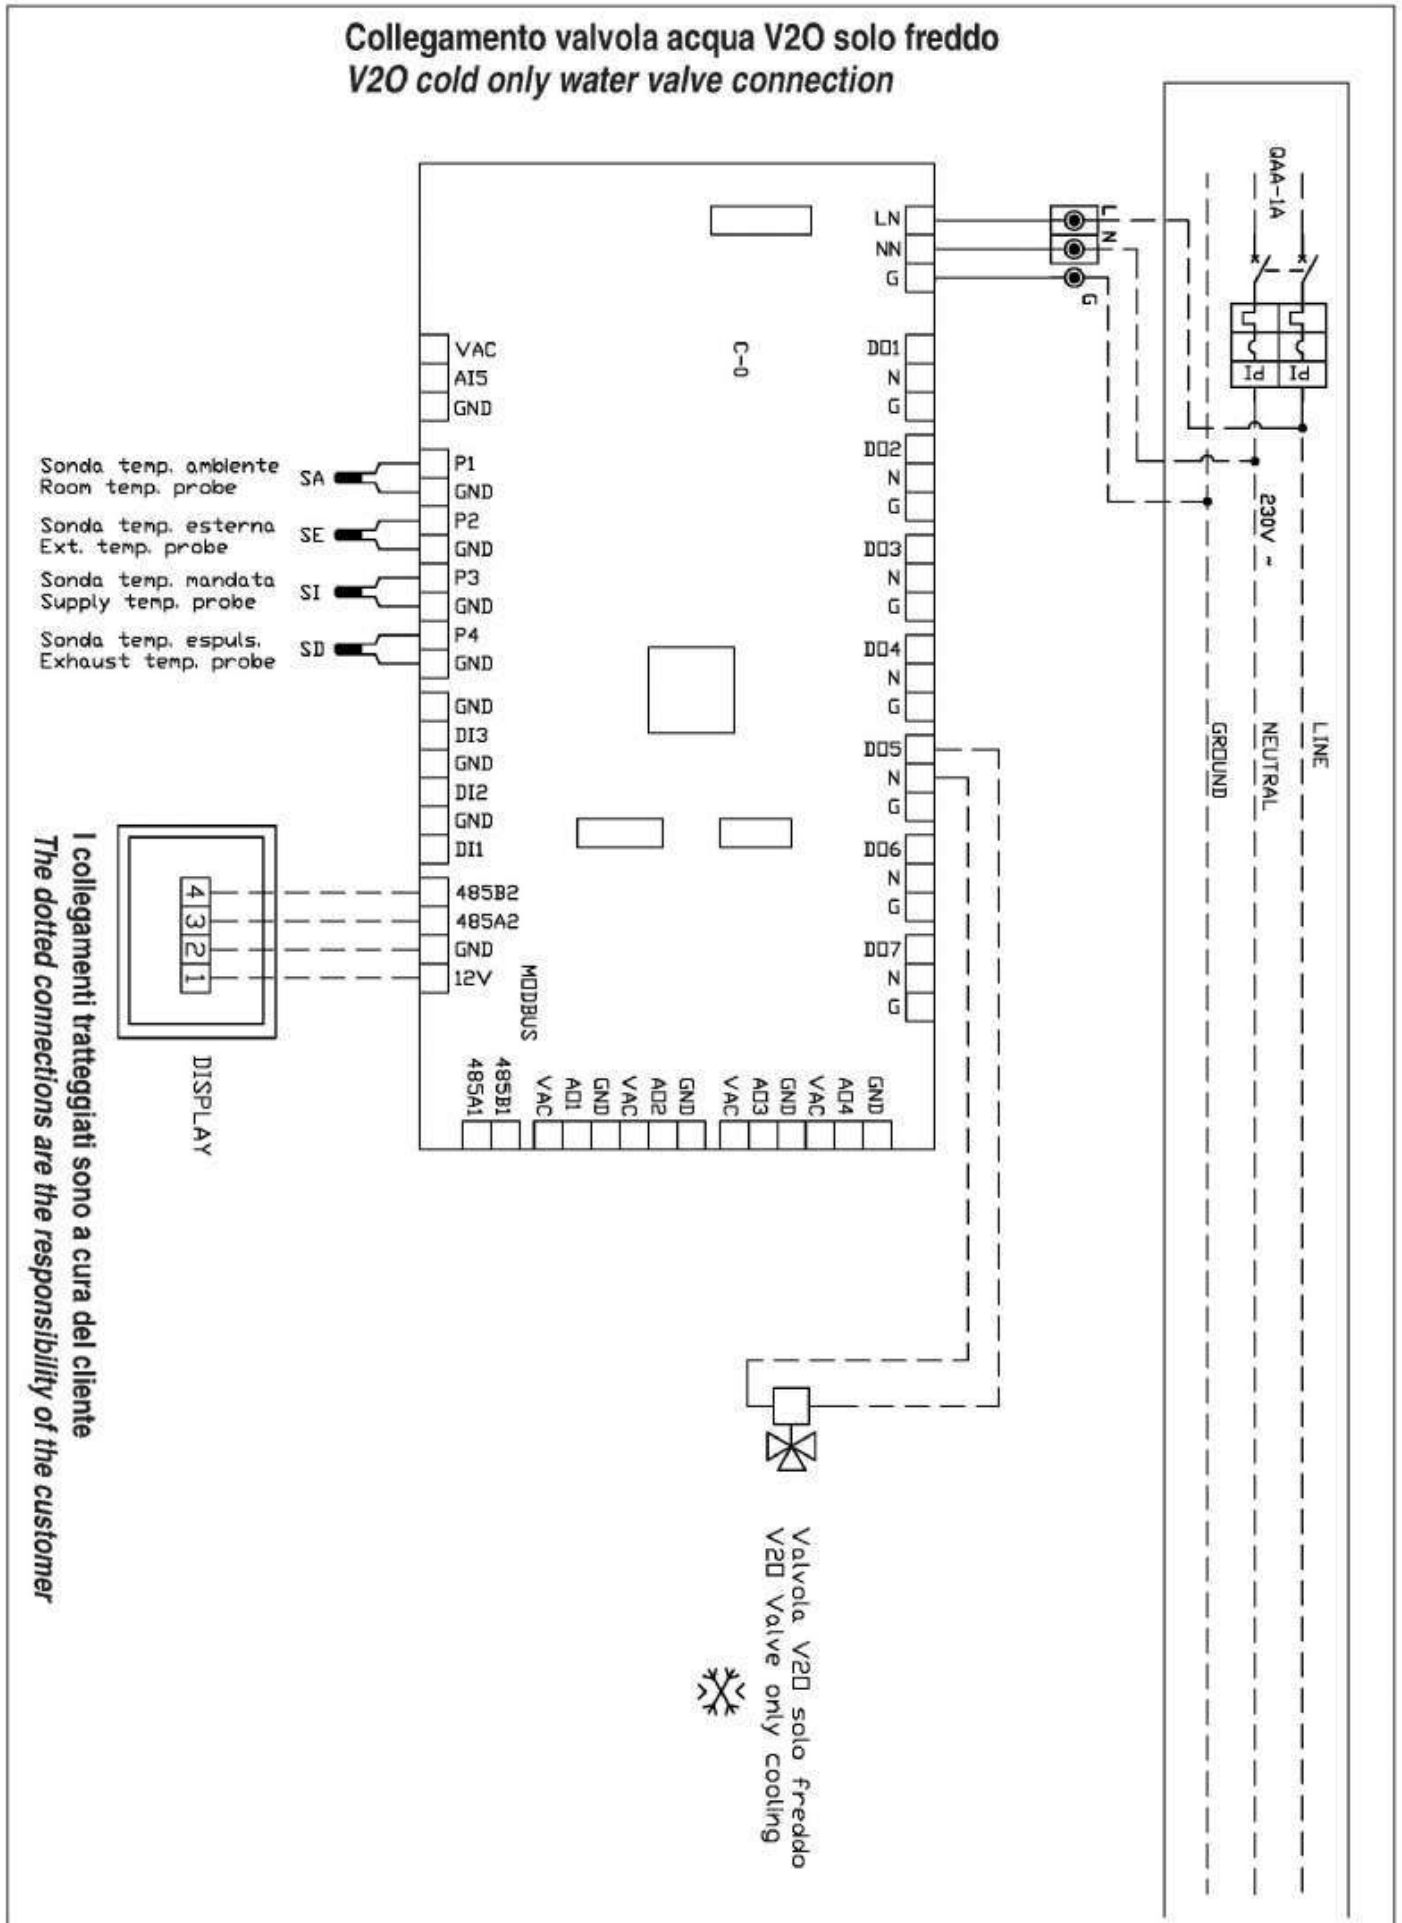 Collegamento valvola acqua V2O solo freddo
V2O cold only water valve connection
QAA-1A
Id
Id
LINE
NEUTRAL
GROUND
230V ~
L
N
G
LN
NN
G
C-0
DO1
N
G
DO2
N
G
DO3
N
G
DO4
N
G
DO5
N
G
DO6
N
G
DO7
N
G
VAC
AI5
GND
P1
GND
P2
GND
P3
GND
P4
GND
GND
DI3
GND
DI2
GND
DI1
485B2
485A2
GND
12V
MODBUS
485A1
485B1
VAC
AO1
GND
VAC
AO2
GND
VAC
AO3
GND
VAC
AO4
GND
Sonda temp. ambiente
Room temp. probe
SA
Sonda temp. esterna
Ext. temp. probe
SE
Sonda temp. mandata
Supply temp. probe
SI
Sonda temp. espuls.
Exhaust temp. probe
SD
4
3
2
1
DISPLAY
Valvola V2O solo freddo
V2O Valve only cooling
I collegamenti tratteggiati sono a cura del cliente
The dotted connections are the responsibility of the customer